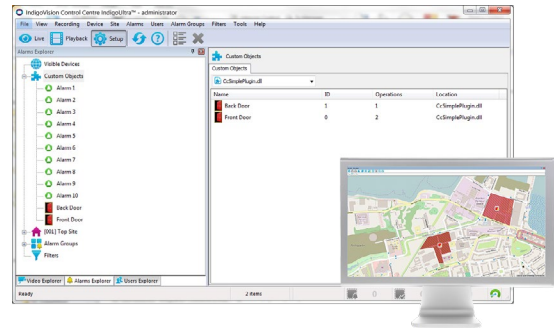 IndigoVision Control Centre IndigoUltra™ - administrator
File View Recording Device Site Alarms Users Alarm Groups Filters Tools Help
Live Playback Setup
Alarms Explorer
Visible Devices
Custom Objects
Alarm 1
Alarm 2
Alarm 3
Alarm 4
Alarm 5
Alarm 6
Alarm 7
Alarm 8
Alarm 9
Alarm 10
Back Door
Front Door
[001] Top Site
Alarm Groups
Filters
Video Explorer Alarms Explorer Users Explorer
Custom Objects
Custom Objects
CcSimplePlugin.dll
Name ID Operations Location
Back Door 1 1 CcSimplePlugin.dll
Front Door 0 2 CcSimplePlugin.dll
Ready 2 items 0